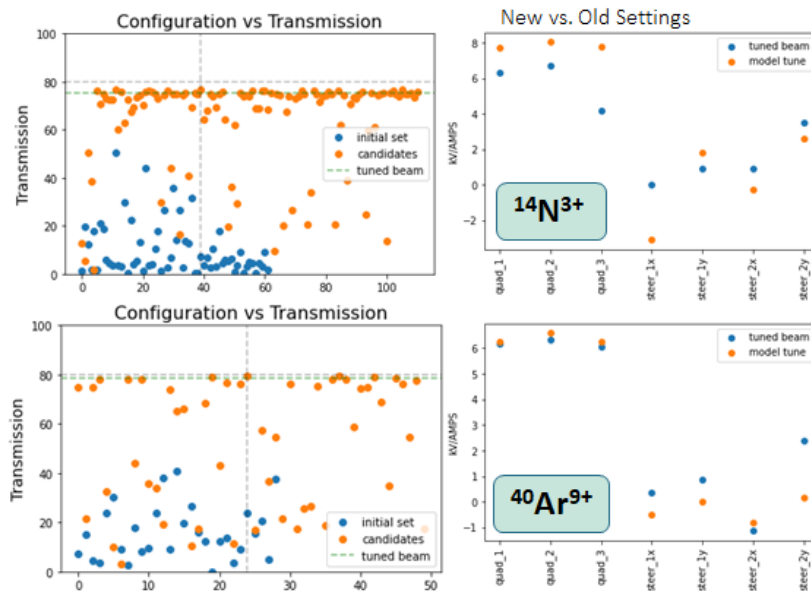 Configuration vs Transmission
Transmission
100
80
60
40
20
0
0 20 40 60 80 100
initial set
candidates
tuned beam
New vs. Old Settings
kV/AMPS
8
6
4
2
0
−2
tuned beam
model tune
14N3+
quad_1
quad_2
quad_3
steer_1x
steer_1y
steer_2x
steer_2y
Configuration vs Transmission
Transmission
100
80
60
40
20
0
0 10 20 30 40 50
initial set
candidates
tuned beam
kV/AMPS
6
5
4
3
2
1
0
−1
tuned beam
model tune
40Ar9+
quad_1
quad_2
quad_3
steer_1x
steer_1y
steer_2x
steer_2y